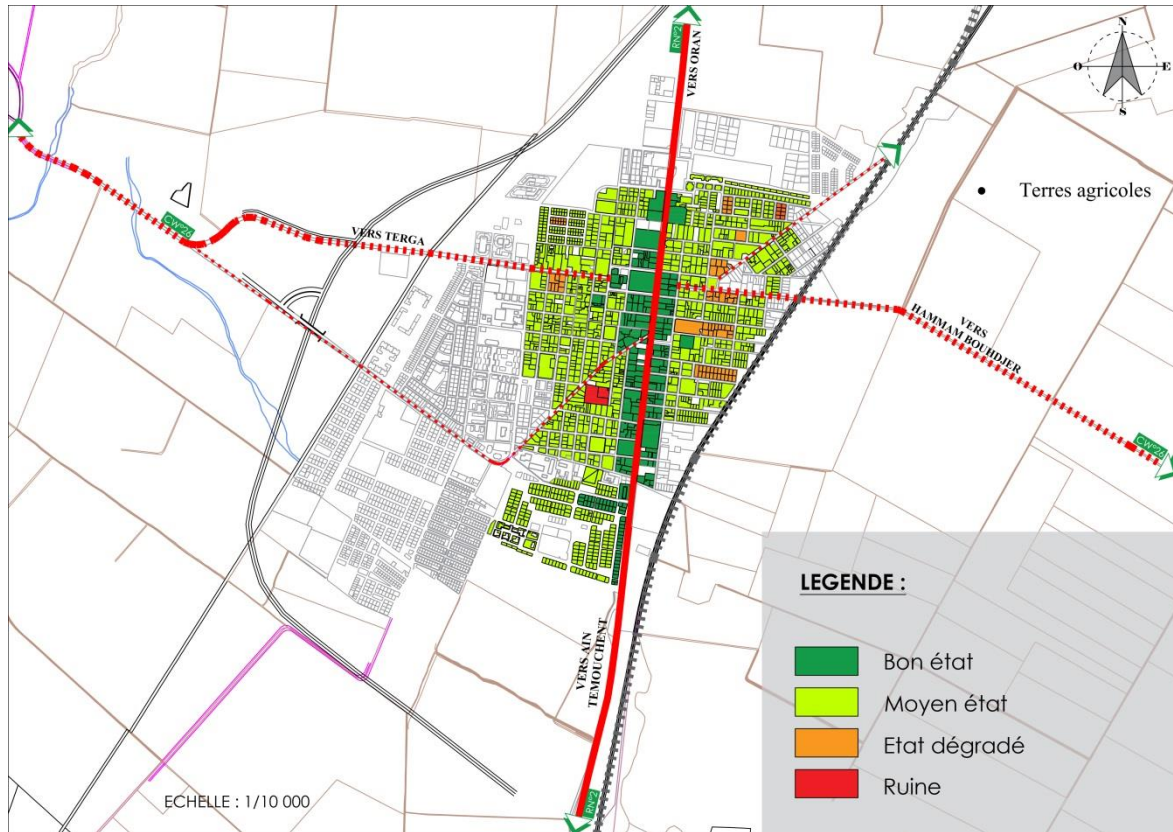 RN°2
VERS ORAN
N
O
E
S
Terres agricoles
CW°26
VERS TERGA
VERS
HAMMAM BOUHDJER
CW°26
VERS AIN
TEMOUCHENT
RN°2
ECHELLE : 1/10 000
LEGENDE :
Bon état
Moyen état
Etat dégradé
Ruine